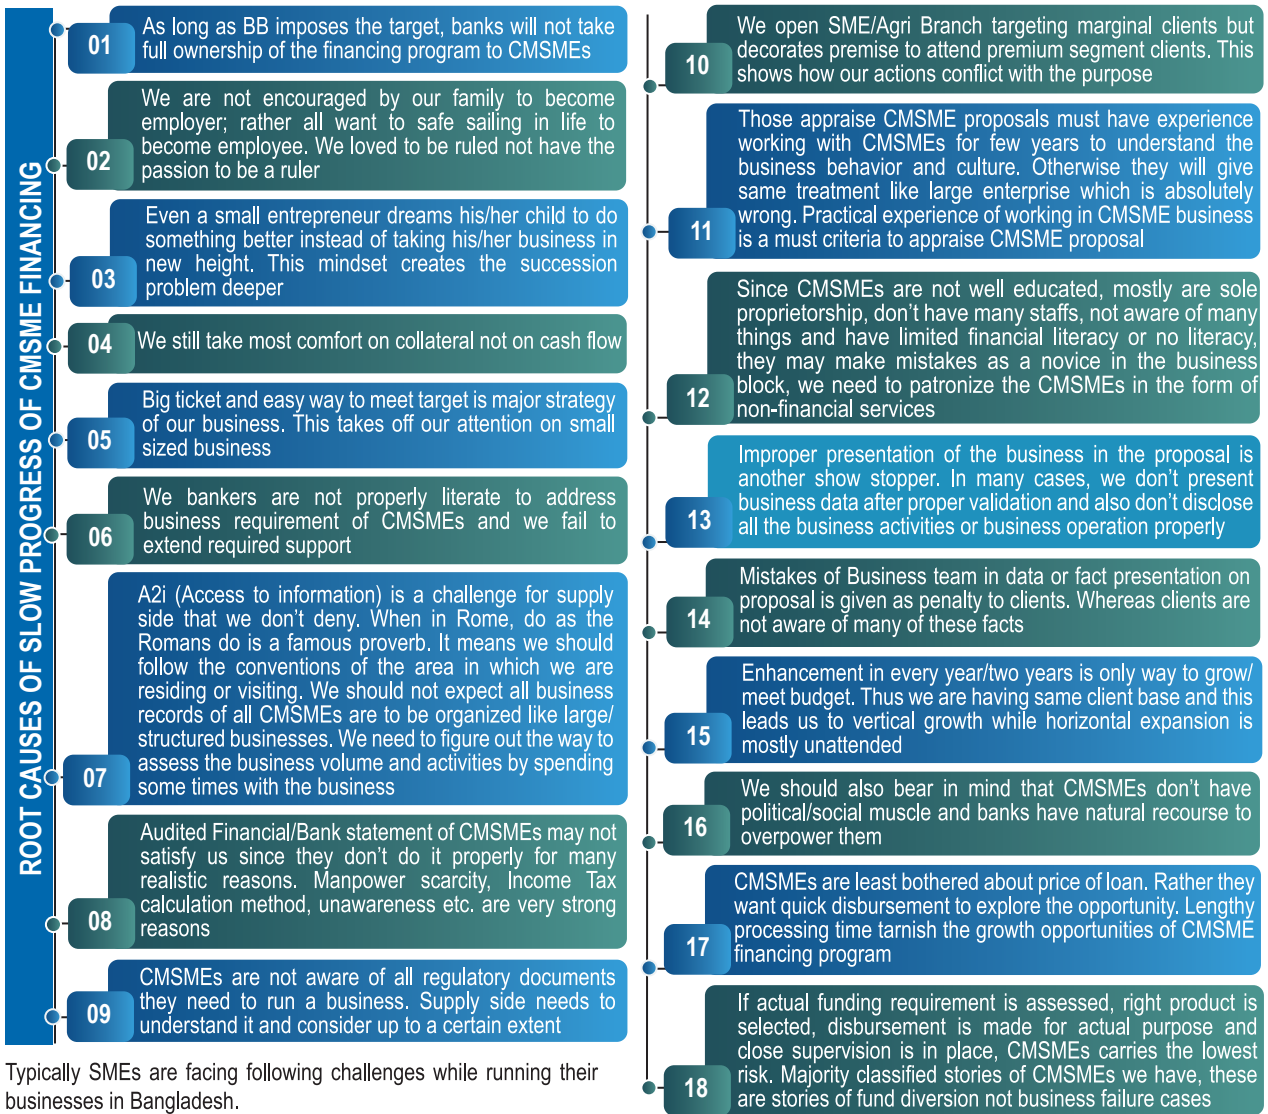 ROOT CAUSES OF SLOW PROGRESS OF CMSME FINANCING
01
As long as BB imposes the target, banks will not take
full ownership of the financing program to CMSMEs
02
We are not encouraged by our family to become
employer; rather all want to safe sailing in life to
become employee. We loved to be ruled not have the
passion to be a ruler
03
Even a small entrepreneur dreams his/her child to do
something better instead of taking his/her business in
new height. This mindset creates the succession
problem deeper
04
We still take most comfort on collateral not on cash flow
05
Big ticket and easy way to meet target is major strategy
of our business. This takes off our attention on small
sized business
06
We bankers are not properly literate to address
business requirement of CMSMEs and we fail to
extend required support
07
A2i (Access to information) is a challenge for supply
side that we don't deny. When in Rome, do as the
Romans do is a famous proverb. It means we should
follow the conventions of the area in which we are
residing or visiting. We should not expect all business
records of all CMSMEs are to be organized like large/
structured businesses. We need to figure out the way to
assess the business volume and activities by spending
some times with the business
08
Audited Financial/Bank statement of CMSMEs may not
satisfy us since they don't do it properly for many
realistic reasons. Manpower scarcity, Income Tax
calculation method, unawareness etc. are very strong
reasons
09
CMSMEs are not aware of all regulatory documents
they need to run a business. Supply side needs to
understand it and consider up to a certain extent
Typically SMEs are facing following challenges while running their
businesses in Bangladesh.
10
We open SME/Agri Branch targeting marginal clients but
decorates premise to attend premium segment clients. This
shows how our actions conflict with the purpose
11
Those appraise CMSME proposals must have experience
working with CMSMEs for few years to understand the
business behavior and culture. Otherwise they will give
same treatment like large enterprise which is absolutely
wrong. Practical experience of working in CMSME business
is a must criteria to appraise CMSME proposal
12
Since CMSMEs are not well educated, mostly are sole
proprietorship, don't have many staffs, not aware of many
things and have limited financial literacy or no literacy,
they may make mistakes as a novice in the business
block, we need to patronize the CMSMEs in the form of
non-financial services
13
Improper presentation of the business in the proposal is
another show stopper. In many cases, we don't present
business data after proper validation and also don't disclose
all the business activities or business operation properly
14
Mistakes of Business team in data or fact presentation on
proposal is given as penalty to clients. Whereas clients are
not aware of many of these facts
15
Enhancement in every year/two years is only way to grow/
meet budget. Thus we are having same client base and this
leads us to vertical growth while horizontal expansion is
mostly unattended
16
We should also bear in mind that CMSMEs don't have
political/social muscle and banks have natural recourse to
overpower them
17
CMSMEs are least bothered about price of loan. Rather they
want quick disbursement to explore the opportunity. Lengthy
processing time tarnish the growth opportunities of CMSME
financing program
18
If actual funding requirement is assessed, right product is
selected, disbursement is made for actual purpose and
close supervision is in place, CMSMEs carries the lowest
risk. Majority classified stories of CMSMEs we have, these
are stories of fund diversion not business failure cases